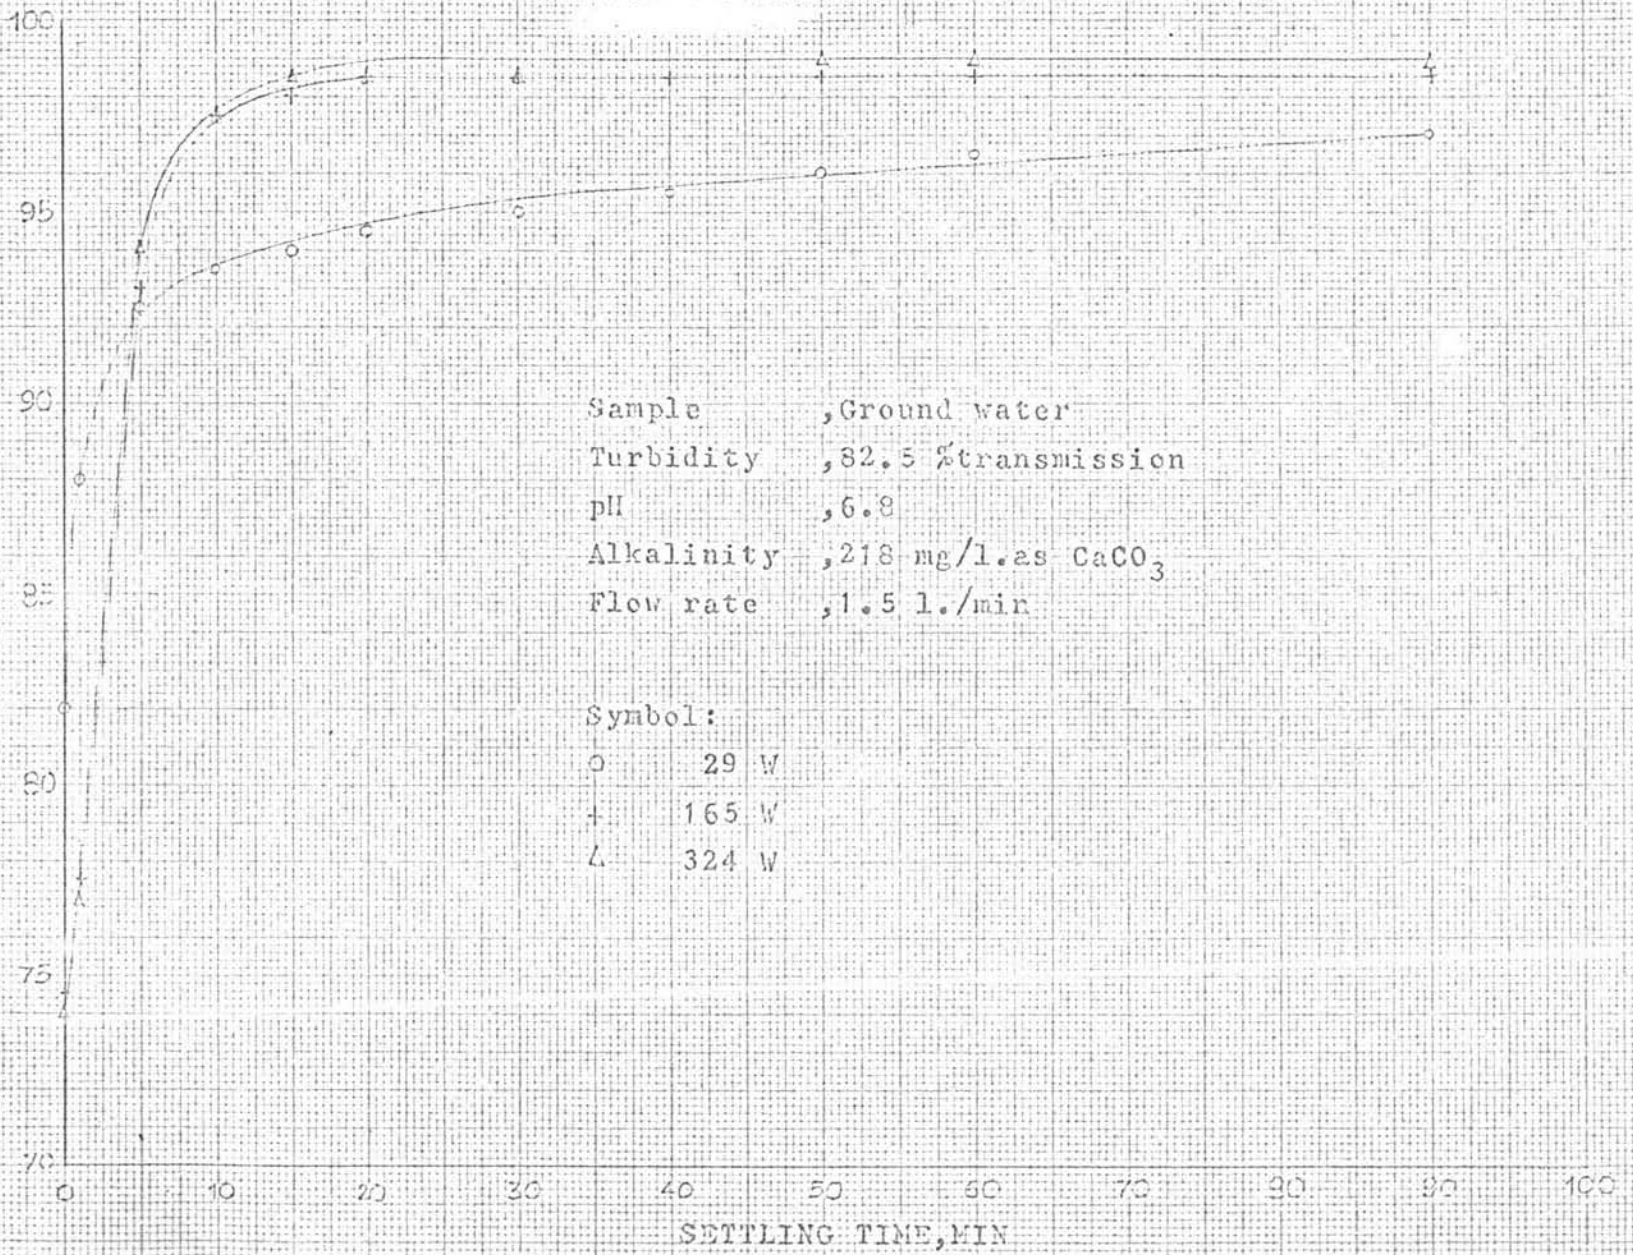 100
95
90
85
80
75
70
Sample ,Ground water
Turbidity ,82.5 %transmission
pH ,6.8
Alkalinity ,218 mg/l.as CaCO3
Flow rate ,1.5 l./min
Symbol:
o 29 W
+ 165 W
Δ 324 W
0 10 20 30 40 50 60 70 80 90 100
SETTLING TIME,MIN